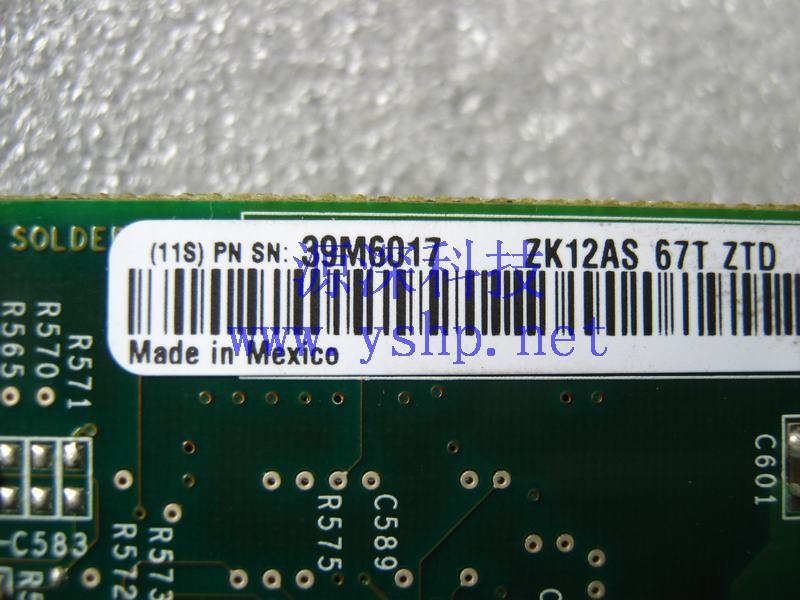 SOLDE
(11S) PN SN: 39M6017 ZK12AS 67T ZTD
源深科技
www.yshp.net
Made in Mexico
R565
R570
R571
C583
R572
R573
R575
C589
C601